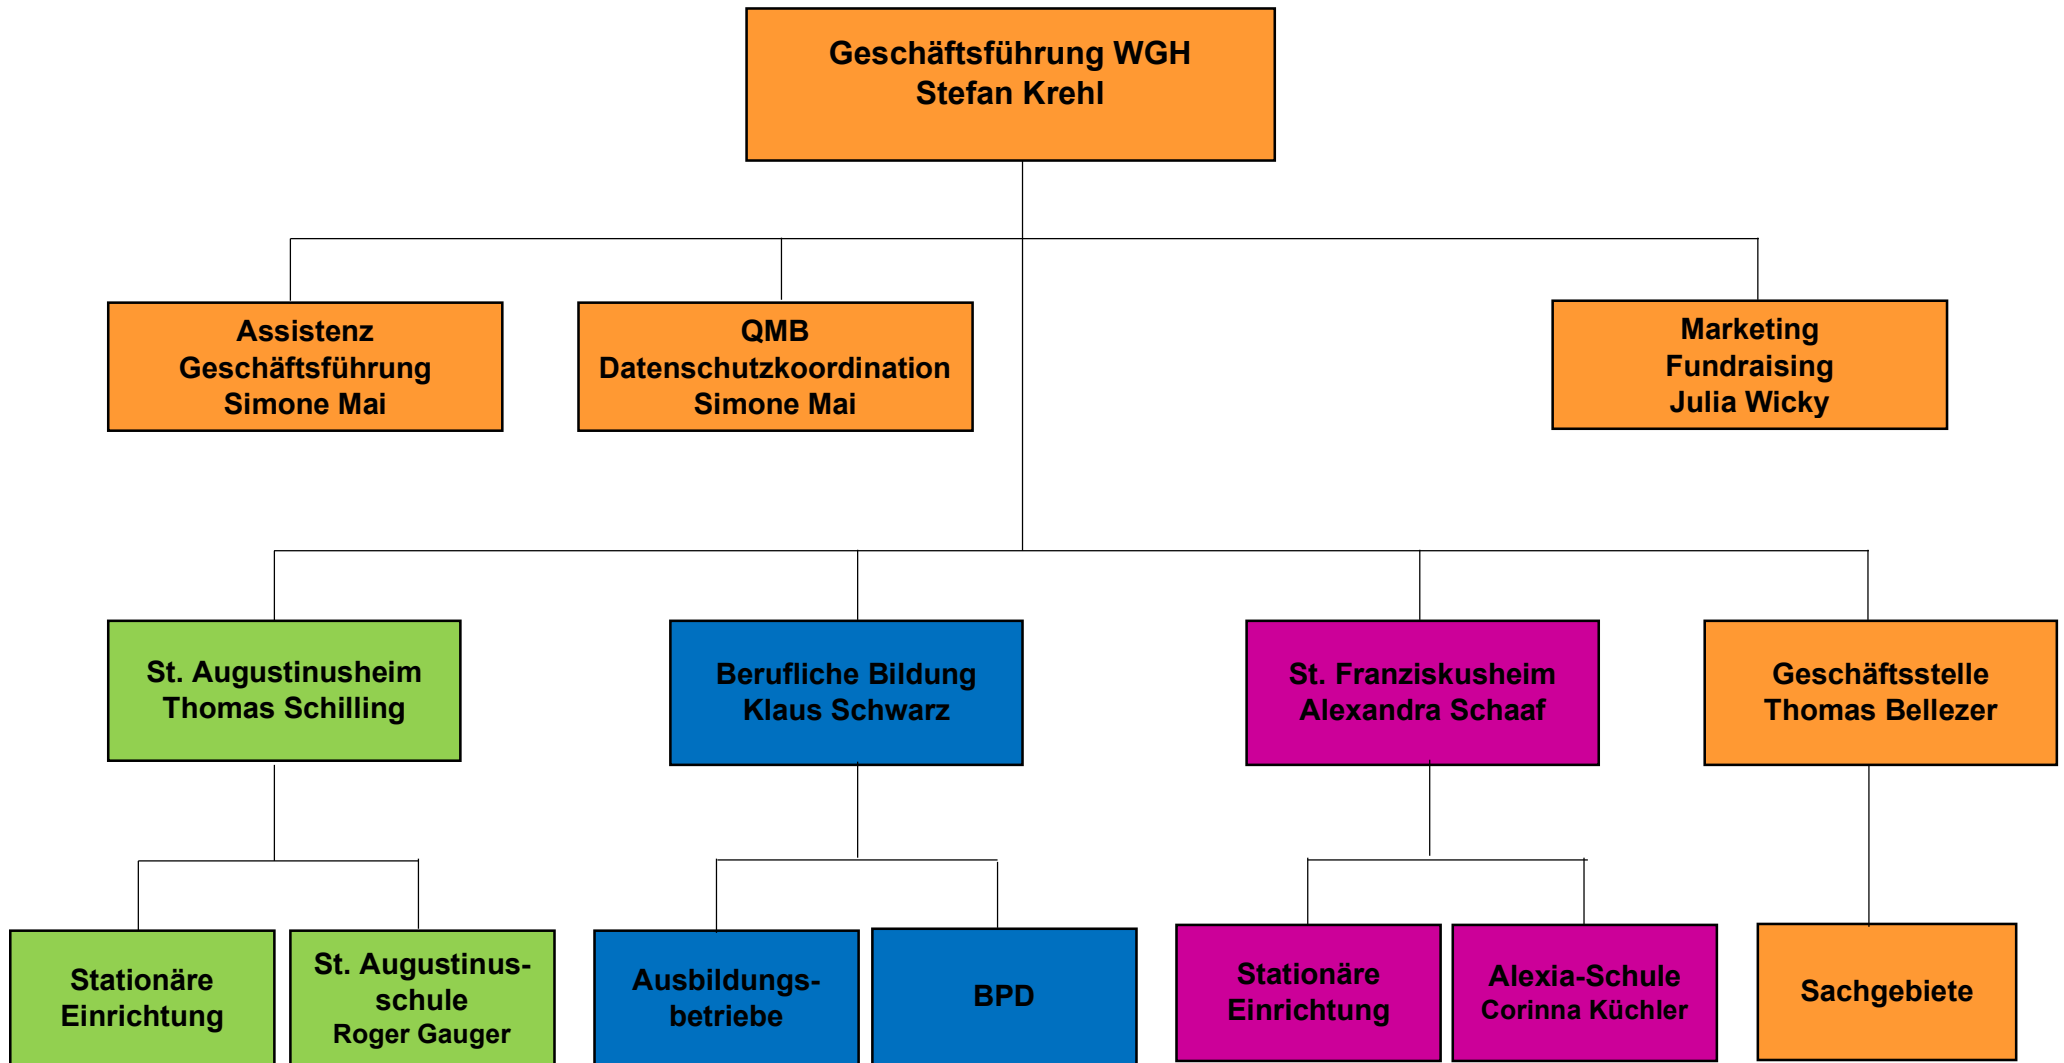 Geschäftsführung WGH
Stefan Krehl
Assistenz
Geschäftsführung
Simone Mai
QMB
Datenschutzkoordination
Simone Mai
Marketing
Fundraising
Julia Wicky
St. Augustinusheim
Thomas Schilling
Berufliche Bildung
Klaus Schwarz
St. Franziskusheim
Alexandra Schaaf
Geschäftsstelle
Thomas Bellezer
Stationäre
Einrichtung
St. Augustinus-
schule
Roger Gauger
Ausbildungs-
betriebe
BPD
Stationäre
Einrichtung
Alexia-Schule
Corinna Küchler
Sachgebiete